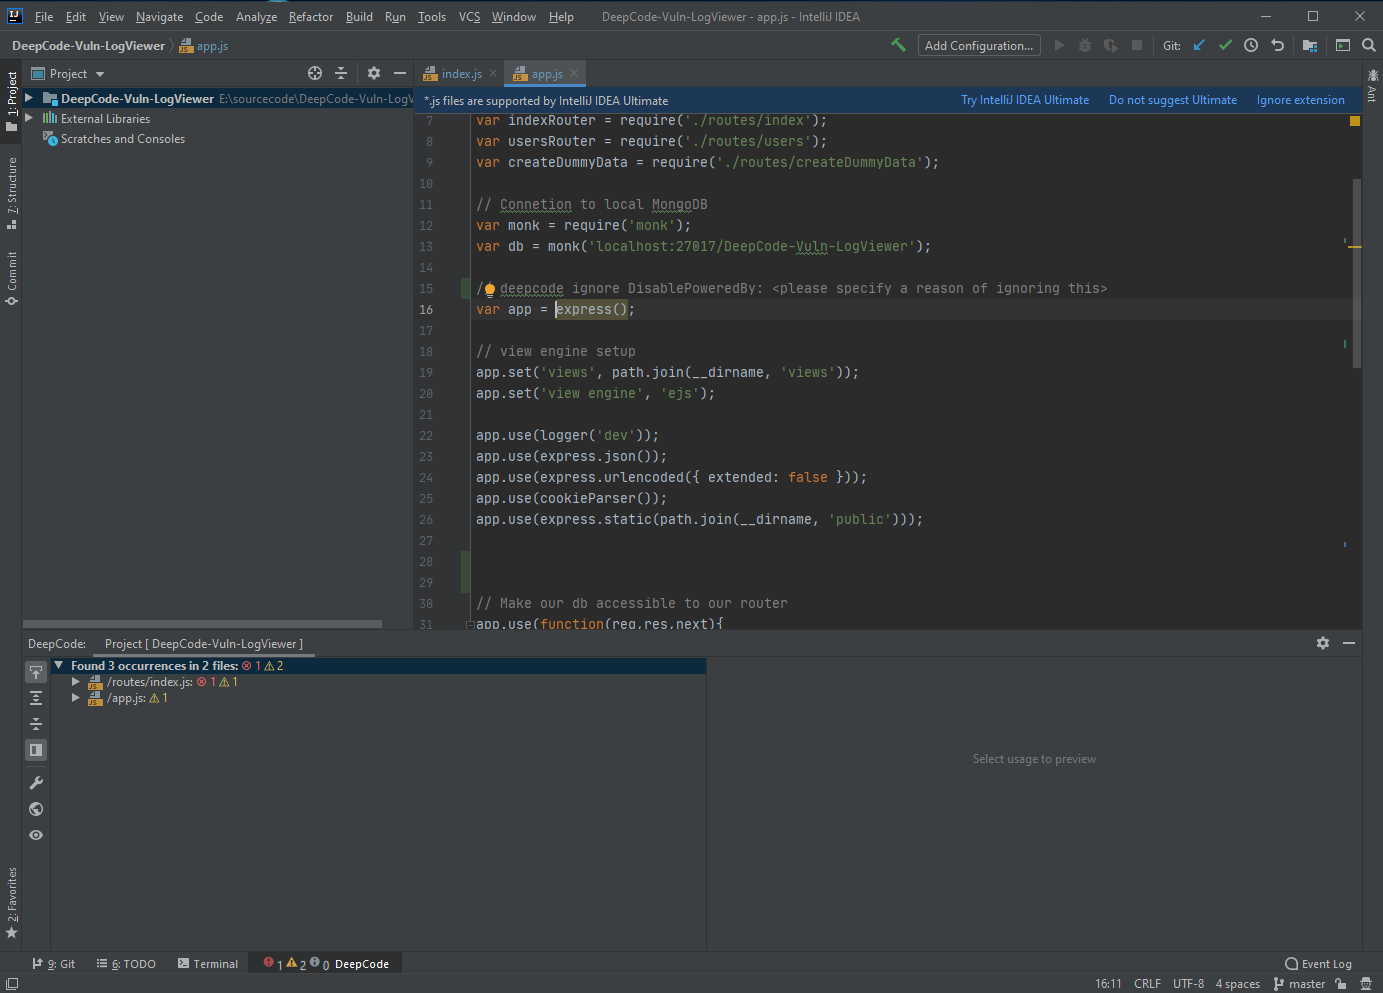 File Edit View Navigate Code Analyze Refactor Build Run Tools VCS Window Help DeepCode-Vuln-LogViewer - app.js - IntelliJ IDEA
DeepCode-Vuln-LogViewer app.js Add Configuration... Git:
Project
index.js app.js
1: Project
7: Structure
Commit
2: Favorites
Ant
DeepCode-Vuln-LogViewer E:\sourcecode\DeepCode-Vuln-LogV
External Libraries
Scratches and Consoles
*.js files are supported by IntelliJ IDEA Ultimate Try IntelliJ IDEA Ultimate Do not suggest Ultimate Ignore extension
7 var indexRouter = require('./routes/index');
8 var usersRouter = require('./routes/users');
9 var createDummyData = require('./routes/createDummyData');
10
11 // Connetion to local MongoDB
12 var monk = require('monk');
13 var db = monk('localhost:27017/DeepCode-Vuln-LogViewer');
14
15 / deepcode ignore DisablePoweredBy: <please specify a reason of ignoring this>
16 var app = express();
17
18 // view engine setup
19 app.set('views', path.join(__dirname, 'views'));
20 app.set('view engine', 'ejs');
21
22 app.use(logger('dev'));
23 app.use(express.json());
24 app.use(express.urlencoded({ extended: false }));
25 app.use(cookieParser());
26 app.use(express.static(path.join(__dirname, 'public')));
27
28
29
30 // Make our db accessible to our router
31 app.use(function(req,res,next){
DeepCode: Project [ DeepCode-Vuln-LogViewer ]
Found 3 occurrences in 2 files: 1 2
/routes/index.js: 1 1
/app.js: 1
Select usage to preview
9: Git 6: TODO Terminal 1 2 0 DeepCode Event Log
16:11 CRLF UTF-8 4 spaces master